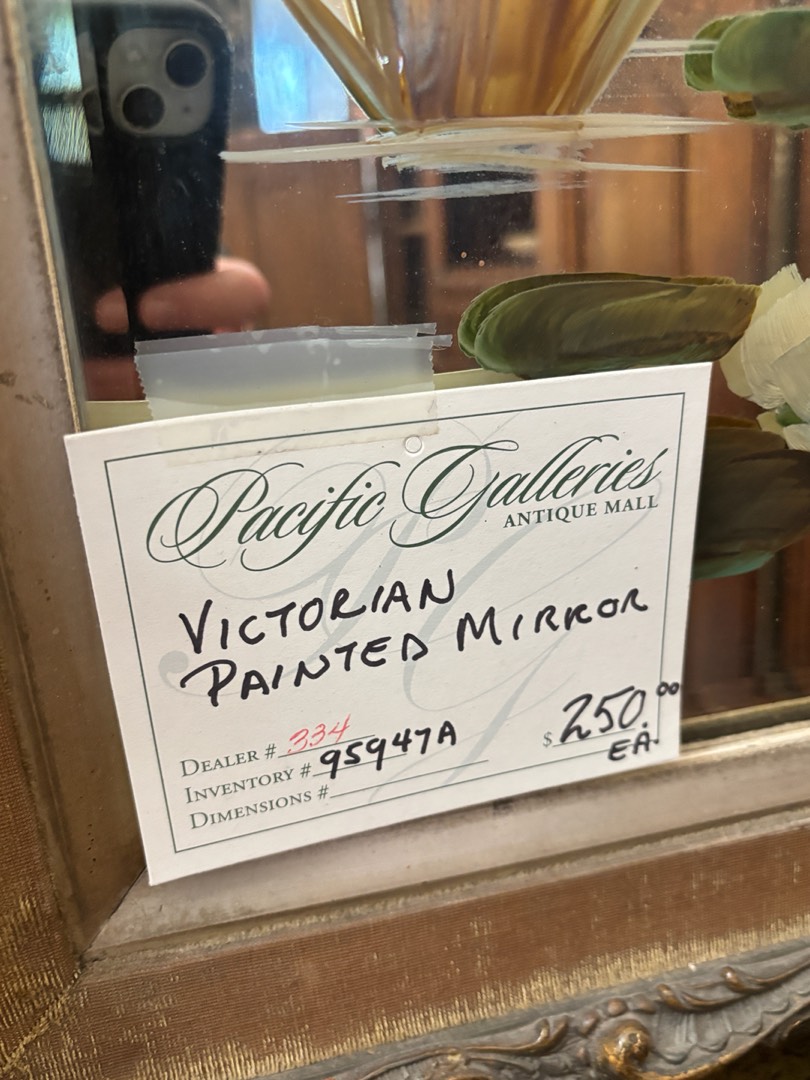 Pacific Galleries
ANTIQUE MALL
VICTORIAN
PAINTED MIRROR
DEALER # 334
INVENTORY # 95947A
$ 250.00
EA.
DIMENSIONS #